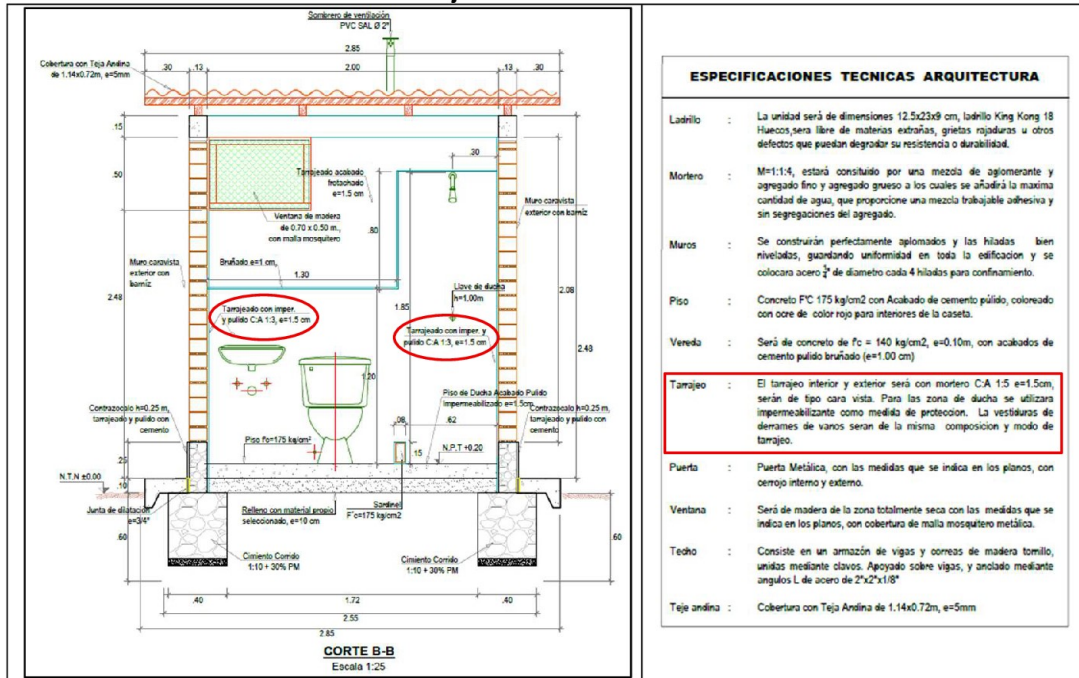 Sombrero de ventilación
PVC SAL Ø 2"
2.85
Cobertura con Teja Andina
de 1.14x0.72m, e=5mm
.30
.13
2.00
.13
.30
.15
.50
.30
Tarrajeado acabado
frotachado
e=1.5 cm
Muro caravista
exterior con
barniz
Ventana de madera
de 0.70 x 0.50 m.,
con malla mosquitero
.80
Muro caravista
exterior con
barniz
Bruñado e=1 cm,
1.30
2.48
Llave de ducha
h=1.00m
2.08
1.85
Tarrajeado con imper.
y pulido C:A 1:3, e=1.5 cm
Tarrajeado con imper. y
pulido C:A 1:3, e=1.5 cm
2.48
1.20
Piso de Ducha Acabado Pulido
impermeabilizado e=1.5cm
Contrazocalo h=0.25 m,
tarrajeado y pulido con
cemento
Contrazocalo h=0.25 m,
tarrajeado y pulido
con cemento
.08
.62
Piso f'c=175 kg/cm²
.15
N.P.T +0.20
.25
N.T.N ±0.00
.10
Junta de dilatación
e=3/4"
Relleno con material propio
seleccionado, e=10 cm
Sardinel
F'c=175 kg/cm2
.60
.60
Cimiento Corrido
1:10 + 30% PM
Cimiento Corrido
1:10 + 30% PM
.40
1.72
.40
2.55
2.85
CORTE B-B
Escala 1:25
ESPECIFICACIONES TECNICAS ARQUITECTURA
Ladrillo : La unidad será de dimensiones 12.5x23x9 cm, ladrillo King Kong 18
Huecos,sera libre de materias extrañas, grietas rajaduras u otros
defectos que puedan degradar su resistencia o durabilidad.
Mortero : M=1:1:4, estará consituido por una mezcla de aglomerante y
agregado fino y agregado grueso a los cuales se añadirá la maxima
cantidad de agua, que proporcione una mezcla trabajable adhesiva y
sin segregaciones del agregado.
Muros : Se construirán perfectamente aplomados y las hiladas bien
niveladas, guardando uniformidad en toda la edificacion y se
colocara acero ¼" de diametro cada 4 hiladas para confinamiento.
Piso : Concreto F'C 175 kg/cm2 con Acabado de cemento púlido, coloreado
con ocre de color rojo para interiores de la caseta.
Vereda : Será de concreto de f'c = 140 kg/cm2, e=0.10m, con acabados de
cemento pulido bruñado (e=1.00 cm)
Tarrajeo : El tarrajeo interior y exterior será con mortero C:A 1:5 e=1.5cm,
serán de tipo cara vista. Para las zona de ducha se utilizara
impermeabilizante como medida de proteccion. La vestiduras de
derrames de vanos seran de la misma composicion y modo de
tarrajeo.
Puerta : Puerta Metálica, con las medidas que se indica en los planos, con
cerrojo interno y externo.
Ventana : Será de madera de la zona totalmente seca con las medidas que se
indica en los planos, con cobertura de malla mosquitero metálica.
Techo : Consiste en un armazón de vigas y correas de madera tornillo,
unidas mediante clavos. Apoyado sobre vigas, y anclado mediante
angulos L de acero de 2"x2"x1/8"
Teje andina : Cobertura con Teja Andina de 1.14x0.72m, e=5mm